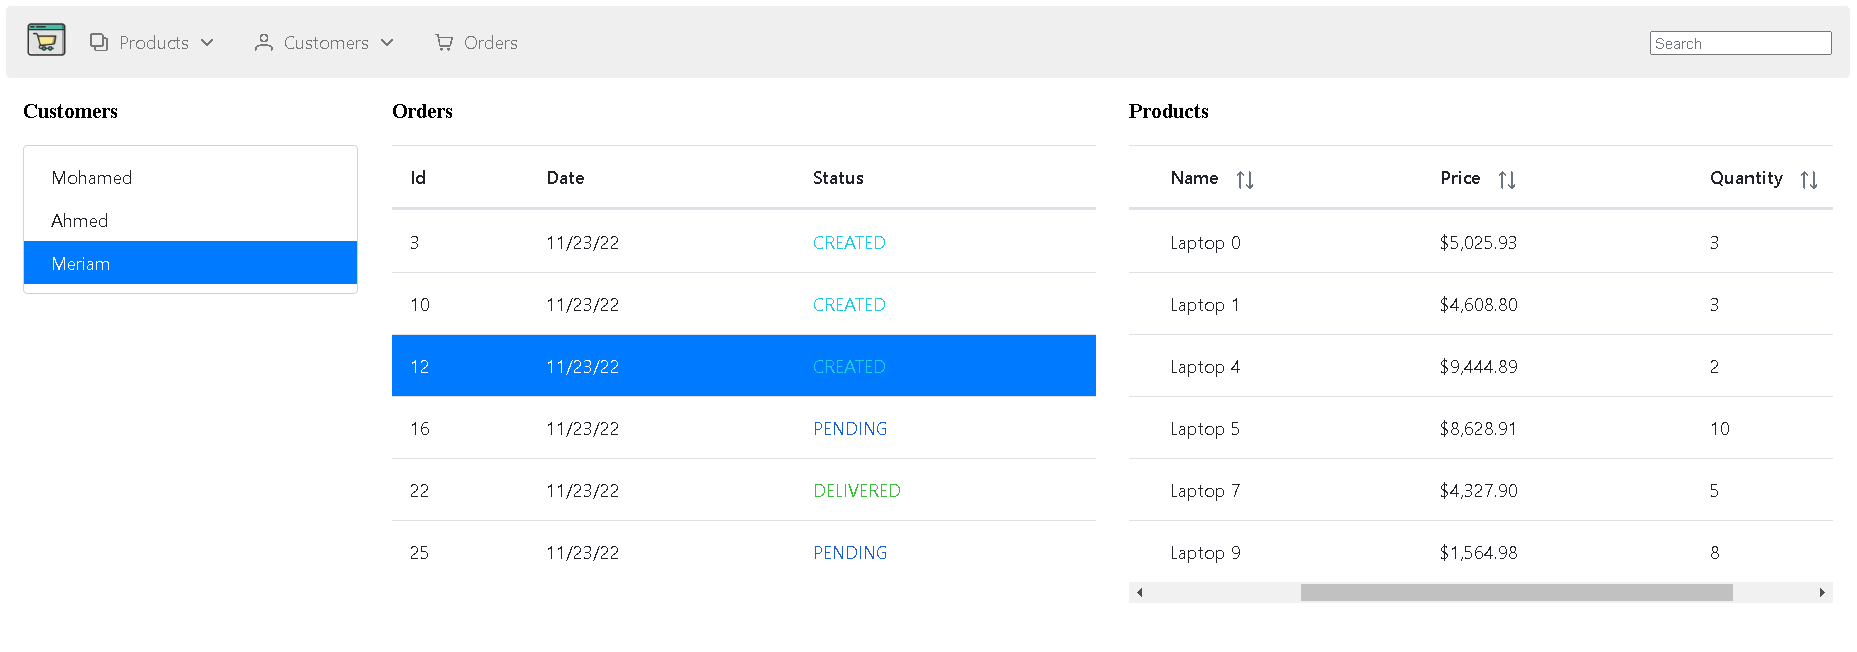 Products Customers Orders Search
Customers
Mohamed
Ahmed
Meriam
Orders
Id Date Status
3 11/23/22 CREATED
10 11/23/22 CREATED
12 11/23/22 CREATED
16 11/23/22 PENDING
22 11/23/22 DELIVERED
25 11/23/22 PENDING
Products
Name Price Quantity
Laptop 0 $5,025.93 3
Laptop 1 $4,608.80 3
Laptop 4 $9,444.89 2
Laptop 5 $8,628.91 10
Laptop 7 $4,327.90 5
Laptop 9 $1,564.98 8